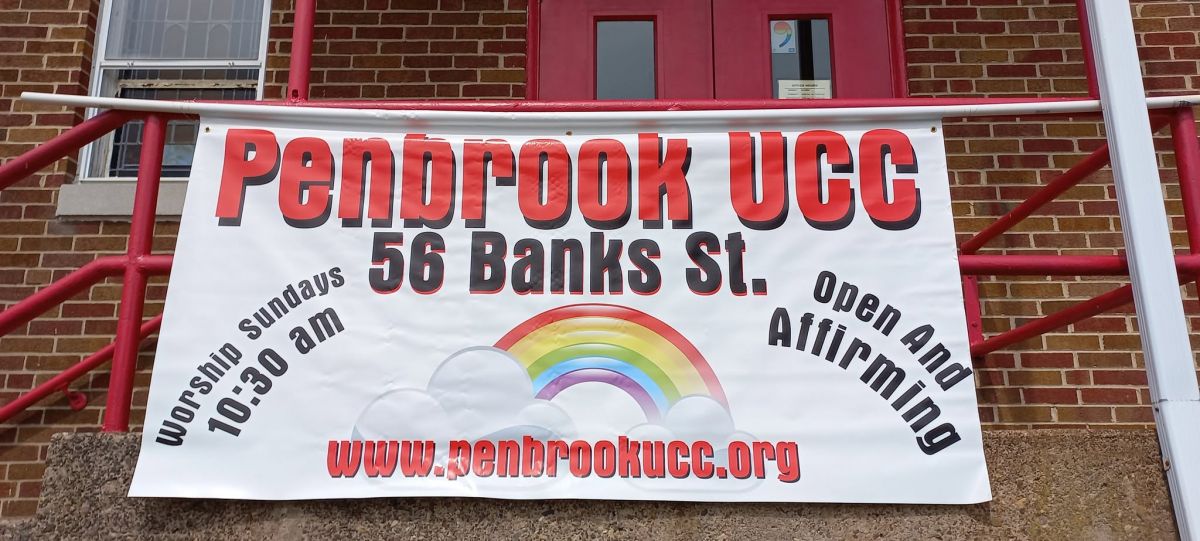 Penbrook UCC
56 Banks St.
Worship Sundays
10:30 am
Open And
Affirming
www.penbrookucc.org